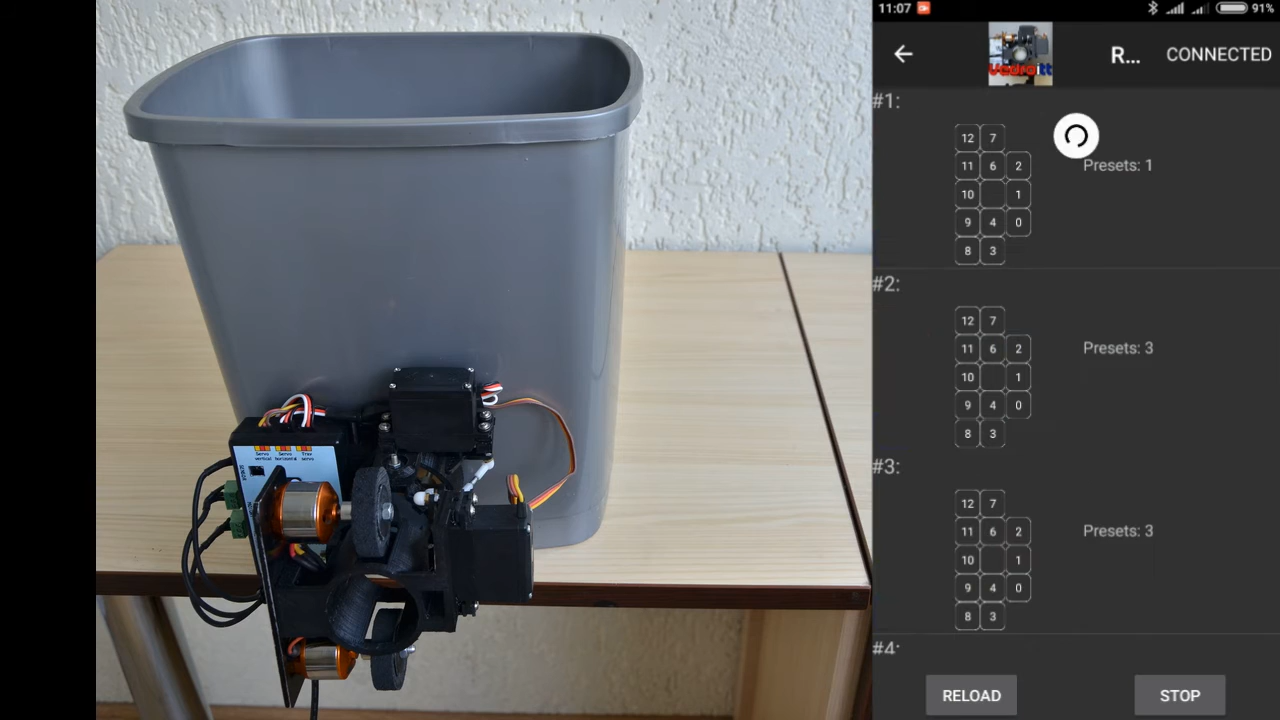 11:07
91%
R... CONNECTED
#1:
12 7
11 6 2
Presets: 1
10 1
9 4 0
8 3
#2:
12 7
11 6 2
Presets: 3
10 1
9 4 0
8 3
#3:
12 7
11 6 2
Presets: 3
10 1
9 4 0
8 3
#4:
RELOAD STOP
Servo vertical
Servo horizontal
Trav servo